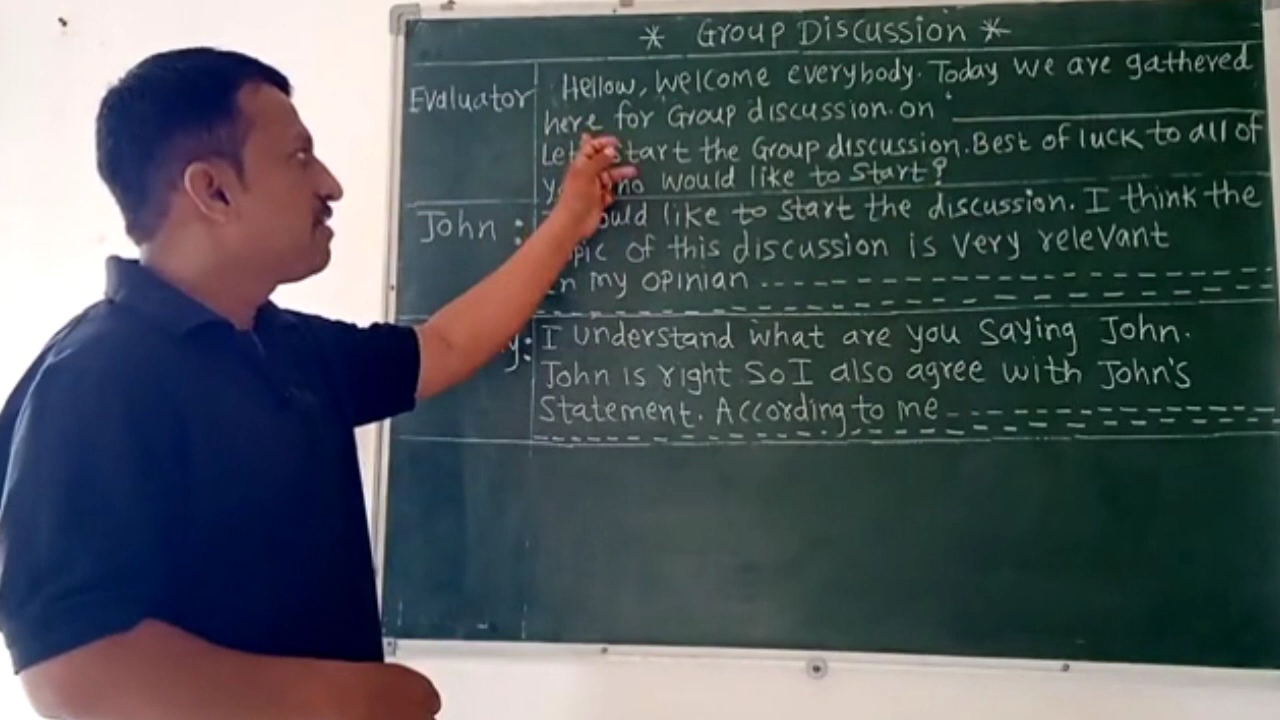 * Group Discussion *
Evaluator
Hellow, Welcome everybody. Today we are gathered
here for Group discussion on
start the Group discussion. Best of luck to all of
would like to start?
John :
would like to start the discussion. I think the
of this discussion is very relevant
my opinian
I understand what are you saying John.
John is right so I also agree with John's
Statement. According to me